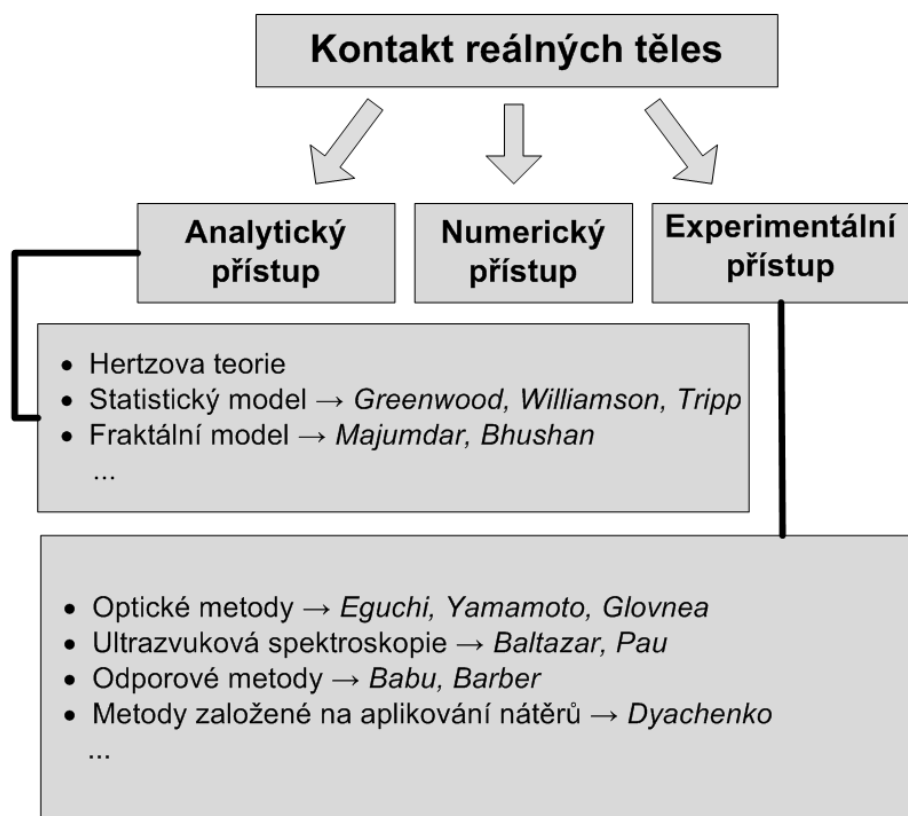 Kontakt reálných těles
Analytický
přístup
Numerický
přístup
Experimentální
přístup
• Hertzova teorie
• Statistický model → Greenwood, Williamson, Tripp
• Fraktální model → Majumdar, Bhushan
...
• Optické metody → Eguchi, Yamamoto, Glovnea
• Ultrazvuková spektroskopie → Baltazar, Pau
• Odporové metody → Babu, Barber
• Metody založené na aplikování nátěrů → Dyachenko
...